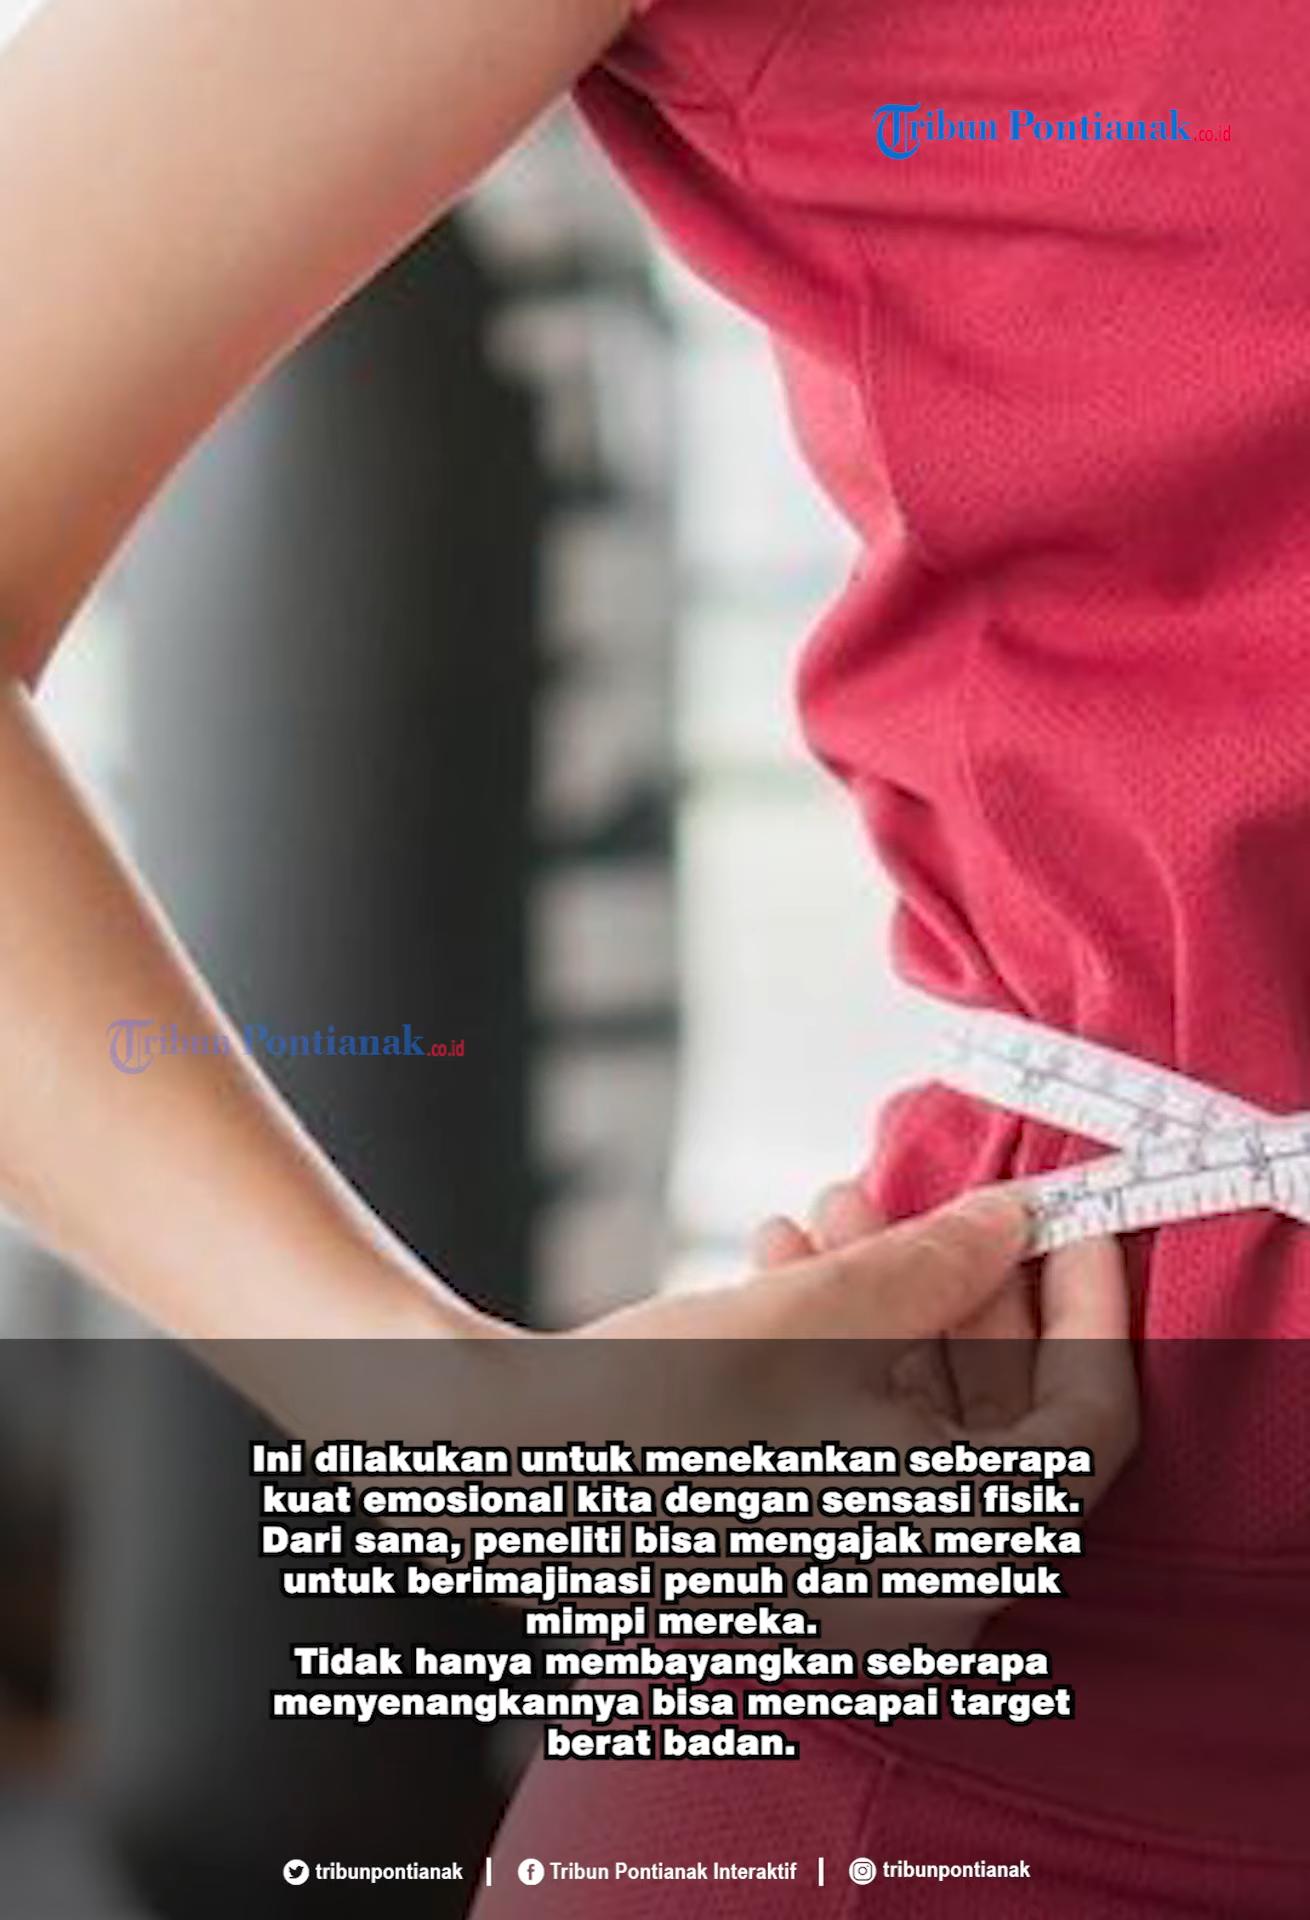 Tribun Pontianak.co.id
Tribun Pontianak.co.id
Ini dilakukan untuk menekankan seberapa
kuat emosional kita dengan sensasi fisik.
Dari sana, peneliti bisa mengajak mereka
untuk berimajinasi penuh dan memeluk
mimpi mereka.
Tidak hanya membayangkan seberapa
menyenangkannya bisa mencapai target
berat badan.
tribunpontianak | Tribun Pontianak Interaktif | tribunpontianak